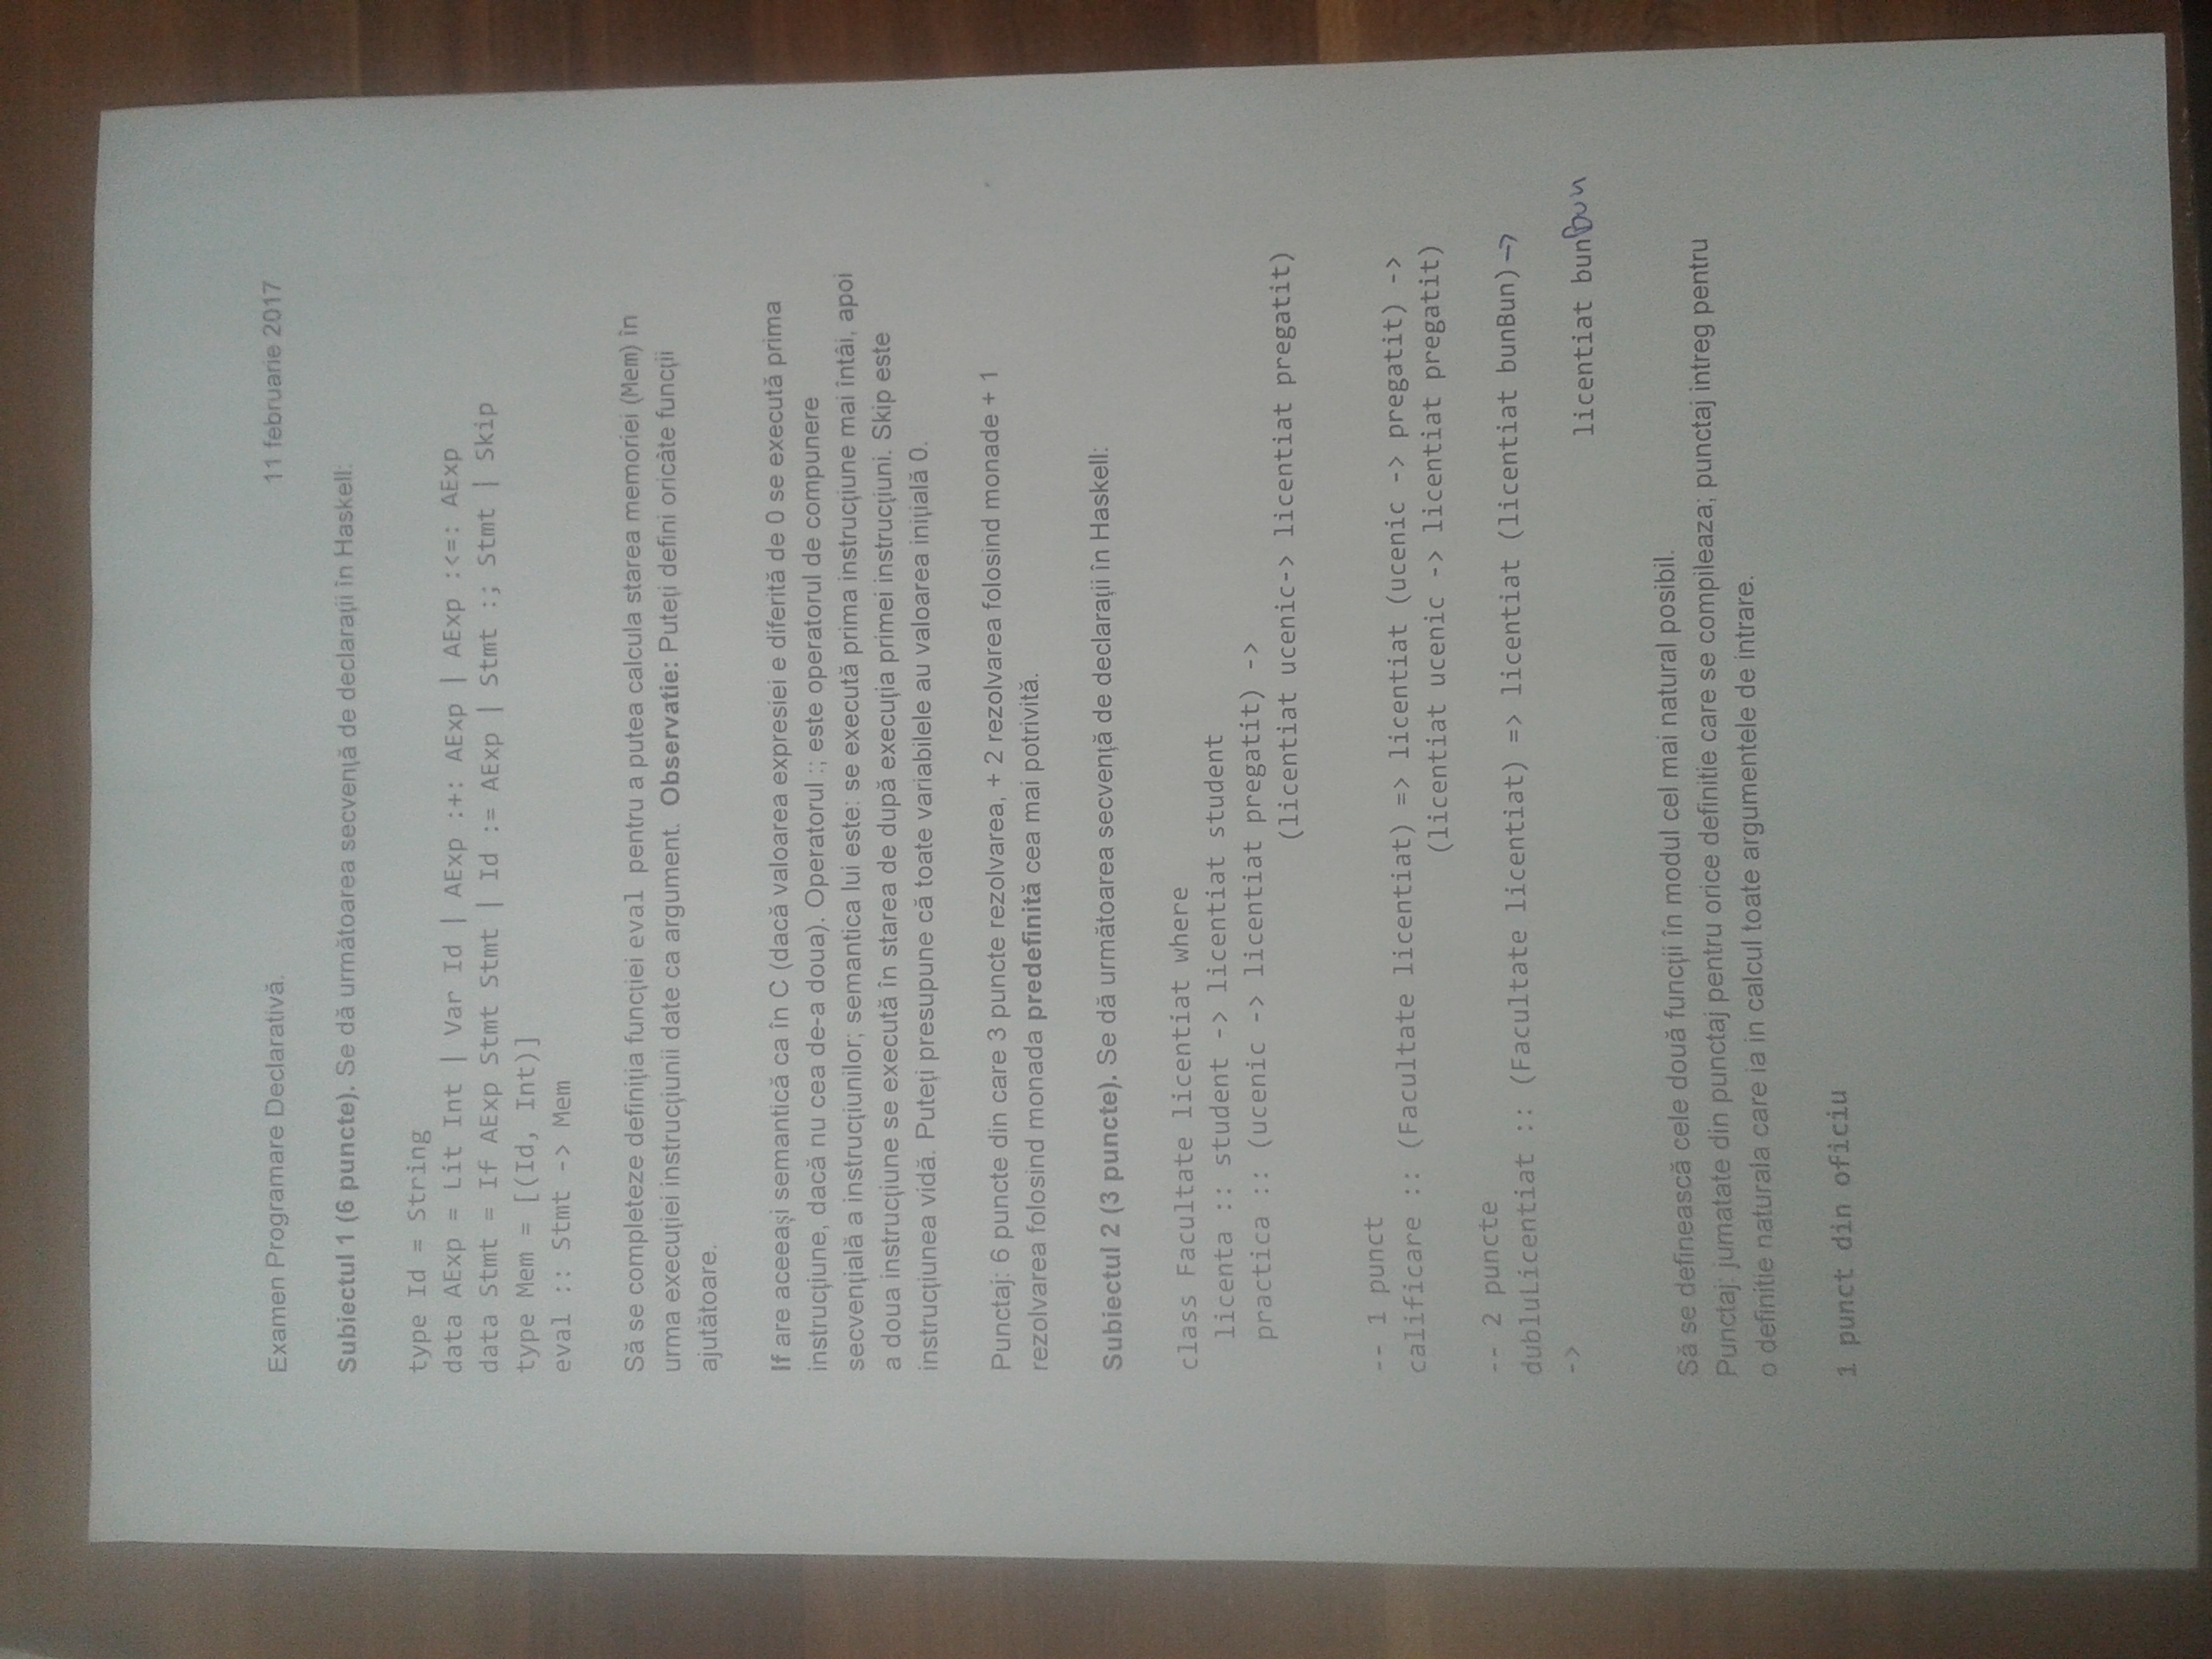 Examen Programare Declarativă. 11 februarie 2017
Subiectul 1 (6 puncte). Se dă următoarea secvenţă de declaraţii în Haskell:
type Id = String
data AExp = Lit Int | Var Id | AExp :+: AExp | AExp :<=: AExp
data Stmt = If AExp Stmt Stmt | Id := AExp | Stmt :; Stmt | Skip
type Mem = [(Id, Int)]
eval :: Stmt -> Mem
Să se completeze definiţia funcţiei eval pentru a putea calcula starea memoriei (Mem) în
urma execuţiei instrucţiunii date ca argument. Observatie: Puteţi defini oricâte funcţii
ajutătoare.
If are aceeaşi semantică ca în C (dacă valoarea expresiei e diferită de 0 se execută prima
instrucţiune, dacă nu cea de-a doua). Operatorul :; este operatorul de compunere
secvenţială a instrucţiunilor; semantica lui este: se execută prima instrucţiune mai întâi, apoi
a doua instrucţiune se execută în starea de după execuţia primei instrucţiuni. Skip este
instrucţiunea vidă. Puteţi presupune că toate variabilele au valoarea iniţială 0.
Punctaj: 6 puncte din care 3 puncte rezolvarea, + 2 rezolvarea folosind monade + 1
rezolvarea folosind monada predefinită cea mai potrivită.
Subiectul 2 (3 puncte). Se dă următoarea secvenţă de declaraţii în Haskell:
class Facultate licentiat where
licenta :: student -> licentiat student
practica :: (ucenic -> licentiat pregatit) ->
(licentiat ucenic-> licentiat pregatit)
-- 1 punct
calificare :: (Facultate licentiat) => licentiat (ucenic -> pregatit) ->
(licentiat ucenic -> licentiat pregatit)
-- 2 puncte
dubluLicentiat :: (Facultate licentiat) => licentiat (licentiat bunBun) ->
->
licentiat bunBun
Să se definească cele două funcţii în modul cel mai natural posibil.
Punctaj: jumatate din punctaj pentru orice definitie care se compileaza; punctaj intreg pentru
o definitie naturala care ia in calcul toate argumentele de intrare.
1 punct din oficiu